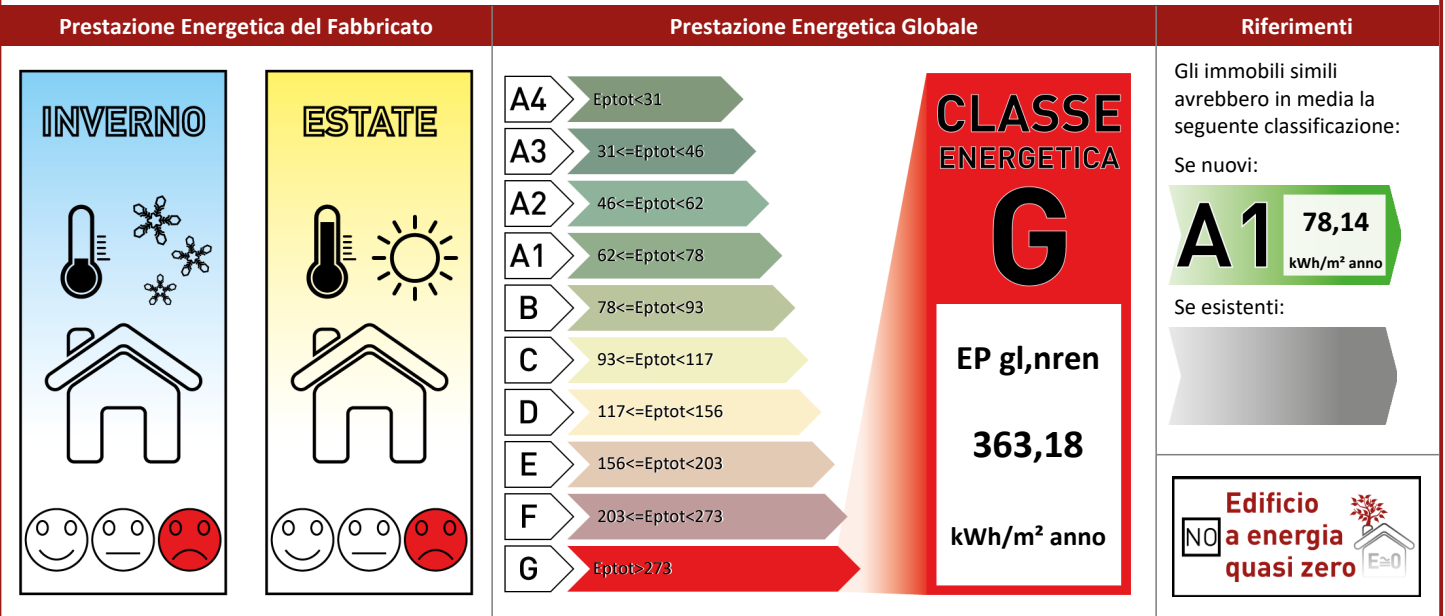 Prestazione Energetica del Fabbricato
Prestazione Energetica Globale
Riferimenti
INVERNO
ESTATE
A4
Eptot<31
A3
31<=Eptot<46
A2
46<=Eptot<62
A1
62<=Eptot<78
B
78<=Eptot<93
C
93<=Eptot<117
D
117<=Eptot<156
E
156<=Eptot<203
F
203<=Eptot<273
G
Eptot>273
CLASSE
ENERGETICA
G
EP gl,nren
363,18
kWh/m² anno
Gli immobili simili
avrebbero in media la
seguente classificazione:
Se nuovi:
A1
78,14
kWh/m² anno
Se esistenti:
Edificio
NO a energia
quasi zero
E≅0